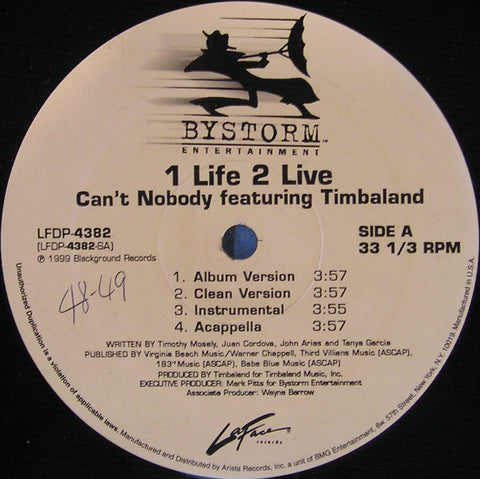 BYSTORM™
ENTERTAINMENT
1 Life 2 Live
Can't Nobody featuring Timbaland
LFDP-4382
(LFDP-4382-SA)
℗ 1999 Blackground Records
SIDE A
33 1/3 RPM
1. Album Version 3:57
2. Clean Version 3:57
3. Instrumental 3:55
4. Acappella 3:57
48-49
WRITTEN BY Timothy Mosely, Juan Cordova, John Arias and Tanya Garcia
PUBLISHED BY Virginia Beach Music/Warner Chappell, Third Villians Music (ASCAP),
183rd Music (ASCAP), Babe Blue Music (ASCAP)
PRODUCED BY Timbaland for Timbaland Music, Inc.
EXECUTIVE PRODUCER: Mark Pitts for Bystorm Entertainment
Associate Producer: Wayne Barrow
LaFace
records
Unauthorized Duplication is a violation of applicable laws. Manufactured and Distributed by Arista Records, Inc. a unit of BMG Entertainment, 6w. 57th Street, N.Y., N.Y. 10019. Manufactured in U.S.A.